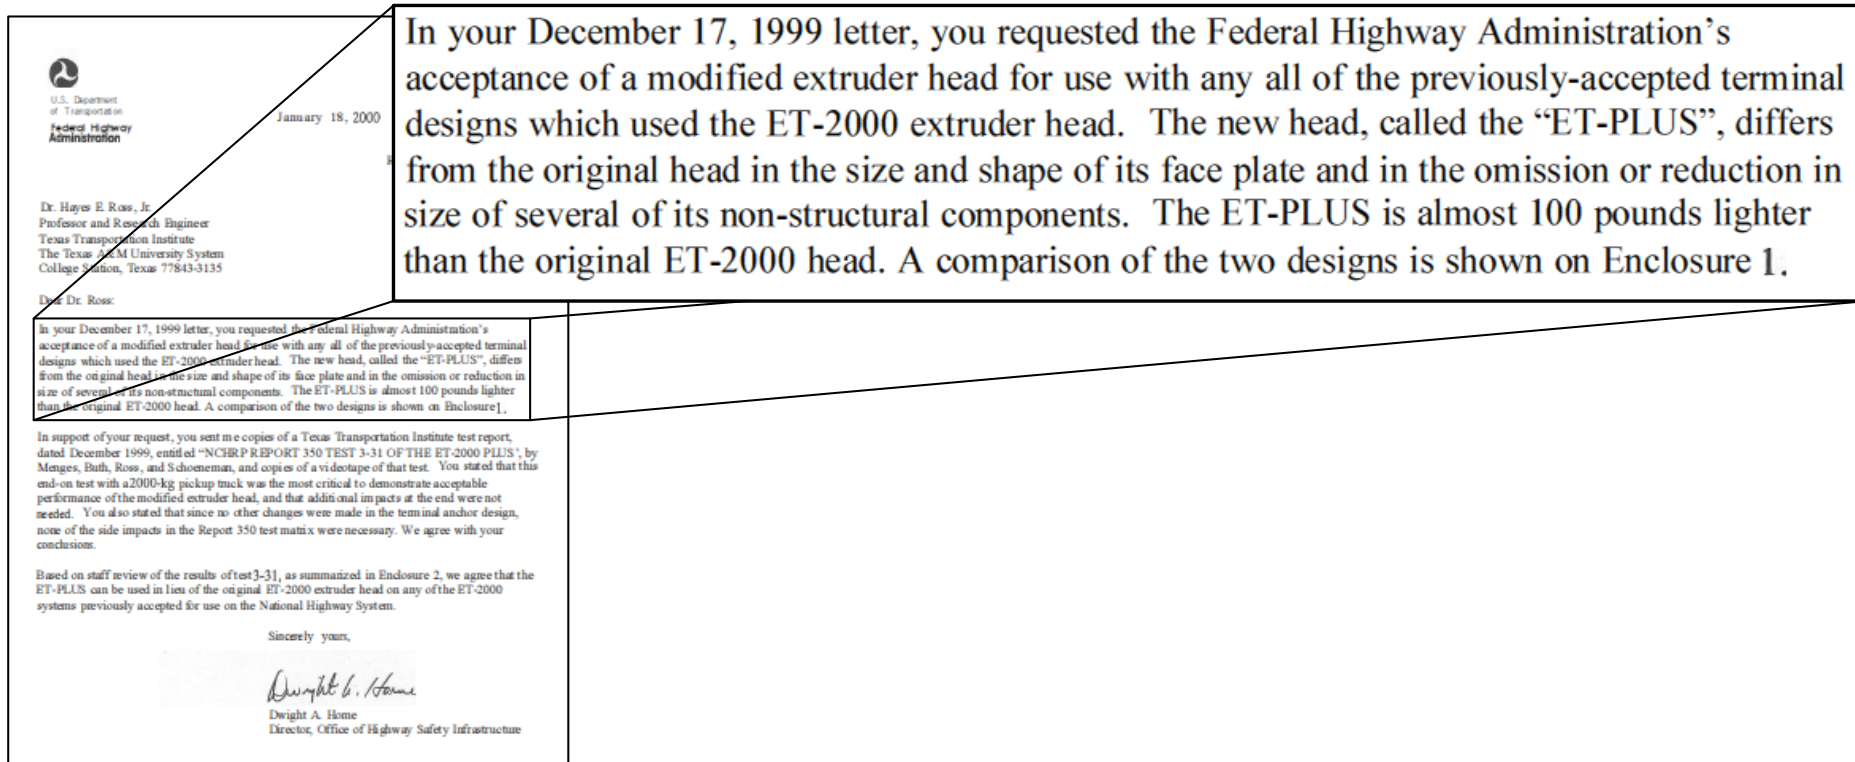 U.S. Department
of Transportation
Federal Highway
Administration
January 18, 2000
Dr. Hayes E. Ross, Jr.
Professor and Research Engineer
Texas Transportation Institute
The Texas A&M University System
College Station, Texas 77843-3135
Dear Dr. Ross:
In your December 17, 1999 letter, you requested the Federal Highway Administration's
acceptance of a modified extruder head for use with any all of the previously-accepted terminal
designs which used the ET-2000 extruder head. The new head, called the “ET-PLUS”, differs
from the original head in the size and shape of its face plate and in the omission or reduction in
size of several of its non-structural components. The ET-PLUS is almost 100 pounds lighter
than the original ET-2000 head. A comparison of the two designs is shown on Enclosure 1.
In your December 17, 1999 letter, you requested the Federal Highway Administration's
acceptance of a modified extruder head for use with any all of the previously-accepted terminal
designs which used the ET-2000 extruder head. The new head, called the “ET-PLUS”, differs
from the original head in the size and shape of its face plate and in the omission or reduction in
size of several of its non-structural components. The ET-PLUS is almost 100 pounds lighter
than the original ET-2000 head. A comparison of the two designs is shown on Enclosure 1.
In support of your request, you sent me copies of a Texas Transportation Institute test report,
dated December 1999, entitled “NCHRP REPORT 350 TEST 3-31 OF THE ET-2000 PLUS”, by
Menges, Buth, Ross, and Schoeneman, and copies of a videotape of that test. You stated that this
end-on test with a 2000-kg pickup truck was the most critical to demonstrate acceptable
performance of the modified extruder head, and that additional impacts at the end were not
needed. You also stated that since no other changes were made in the terminal anchor design,
none of the side impacts in the Report 350 test matrix were necessary. We agree with your
conclusions.
Based on staff review of the results of test 3-31, as summarized in Enclosure 2, we agree that the
ET-PLUS can be used in lieu of the original ET-2000 extruder head on any of the ET-2000
systems previously accepted for use on the National Highway System.
Sincerely yours,
Dwight A. Horne
Dwight A. Home
Director, Office of Highway Safety Infrastructure